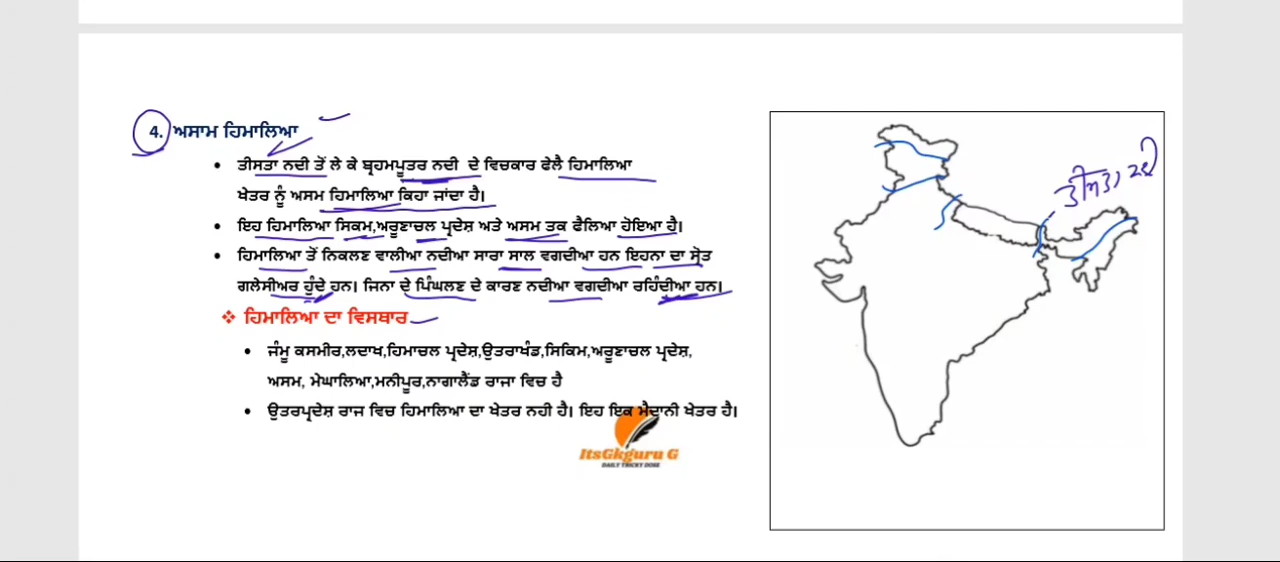 4. ਅਸਾਮ ਹਿਮਾਲਿਆ
• ਤੀਸਤਾ ਨਦੀ ਤੋਂ ਲੇ ਕੇ ਬ੍ਰਹਮਪੂਤਰ ਨਦੀ ਦੇ ਵਿਚਕਾਰ ਫੇਲੈ ਹਿਮਾਲਿਆ
ਖੇਤਰ ਨੂੰ ਅਸਮ ਹਿਮਾਲਿਆ ਕਿਹਾ ਜਾਂਦਾ ਹੈ।
• ਇਹ ਹਿਮਾਲਿਆ ਸਿਕਮ,ਅਰੂਣਾਚਲ ਪ੍ਰਦੇਸ਼ ਅਤੇ ਅਸਮ ਤਕ ਫੈਲਿਆ ਹੋਇਆ ਹੈ।
• ਹਿਮਾਲਿਆ ਤੋਂ ਨਿਕਲਣ ਵਾਲੀਆ ਨਦੀਆ ਸਾਰਾ ਸਾਲ ਵਗਦੀਆ ਹਨ ਇਹਨਾ ਦਾ ਸ੍ਰੋਤ
ਗਲੇਸੀਅਰ ਹੁੰਦੇ ਹਨ। ਜਿਨਾ ਦੇ ਪਿੰਘਲਣ ਦੇ ਕਾਰਣ ਨਦੀਆ ਵਗਦੀਆ ਰਹਿੰਦੀਆ ਹਨ।
❖ ਹਿਮਾਲਿਆ ਦਾ ਵਿਸਥਾਰ
• ਜੰਮੂ ਕਸਮੀਰ,ਲਦਾਖ,ਹਿਮਾਚਲ ਪ੍ਰਦੇਸ਼,ਉਤਰਾਖੰਡ,ਸਿਕਿਮ,ਅਰੂਣਾਚਲ ਪ੍ਰਦੇਸ਼,
ਅਸਮ, ਮੇਘਾਲਿਆ,ਮਨੀਪੂਰ,ਨਾਗਾਲੈਂਡ ਰਾਜਾ ਵਿਚ ਹੈ
• ਉਤਰਪ੍ਰਦੇਸ਼ ਰਾਜ ਵਿਚ ਹਿਮਾਲਿਆ ਦਾ ਖੇਤਰ ਨਹੀ ਹੈ। ਇਹ ਇਕ ਮੈਦਾਨੀ ਖੇਤਰ ਹੈ।
ItsGkguru G
DAILY TRICKY DOSE
ਤੀਸਤਾ ਨਦੀ